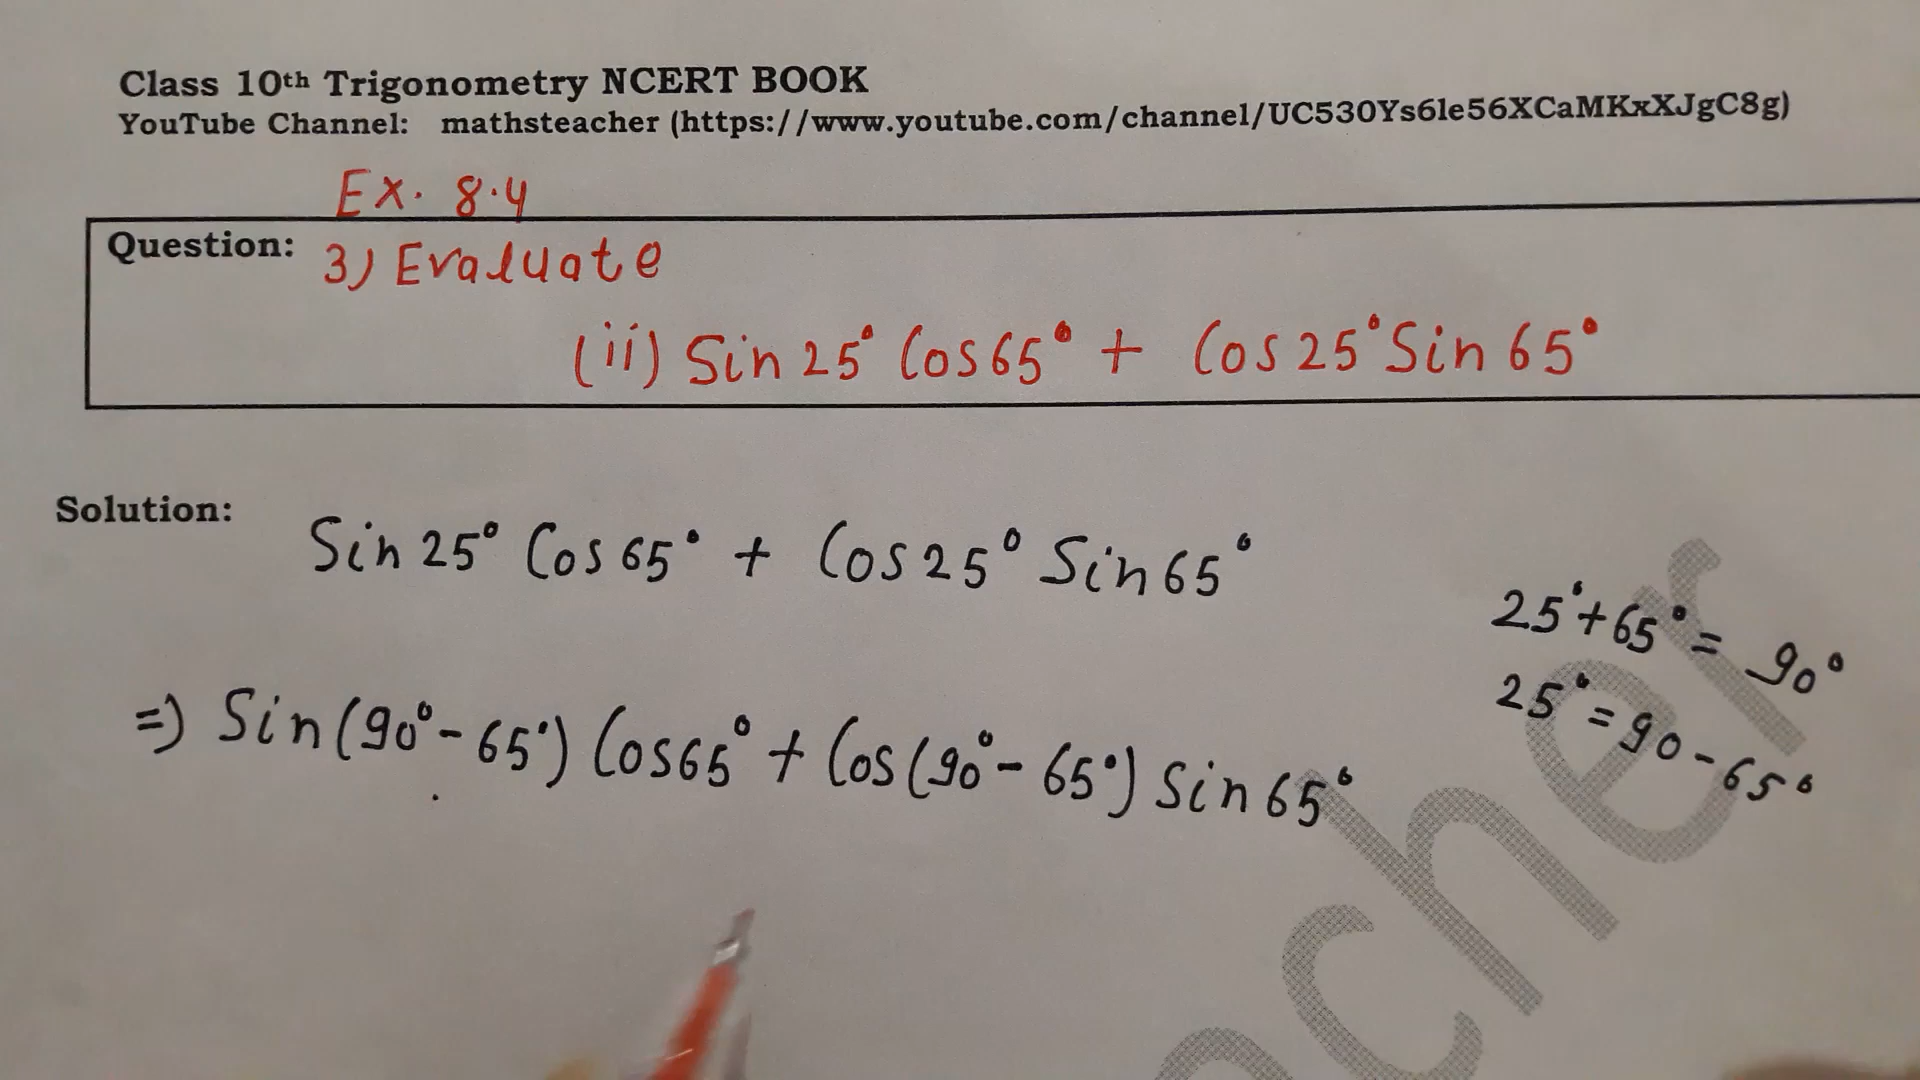 Class 10th Trigonometry NCERT BOOK
YouTube Channel: mathsteacher (https://www.youtube.com/channel/UC530Ys6le56XCaMKxXJgC8g)
Ex. 8.4
Question: 3) Evaluate
(ii) Sin 25° Cos 65° + Cos 25° Sin 65°
Solution: Sin 25° Cos 65° + Cos 25° Sin 65°
25° + 65° = 90°
25° = 90 - 65°
=) Sin (90° - 65°) Cos 65° + Cos (90° - 65°) Sin 65°